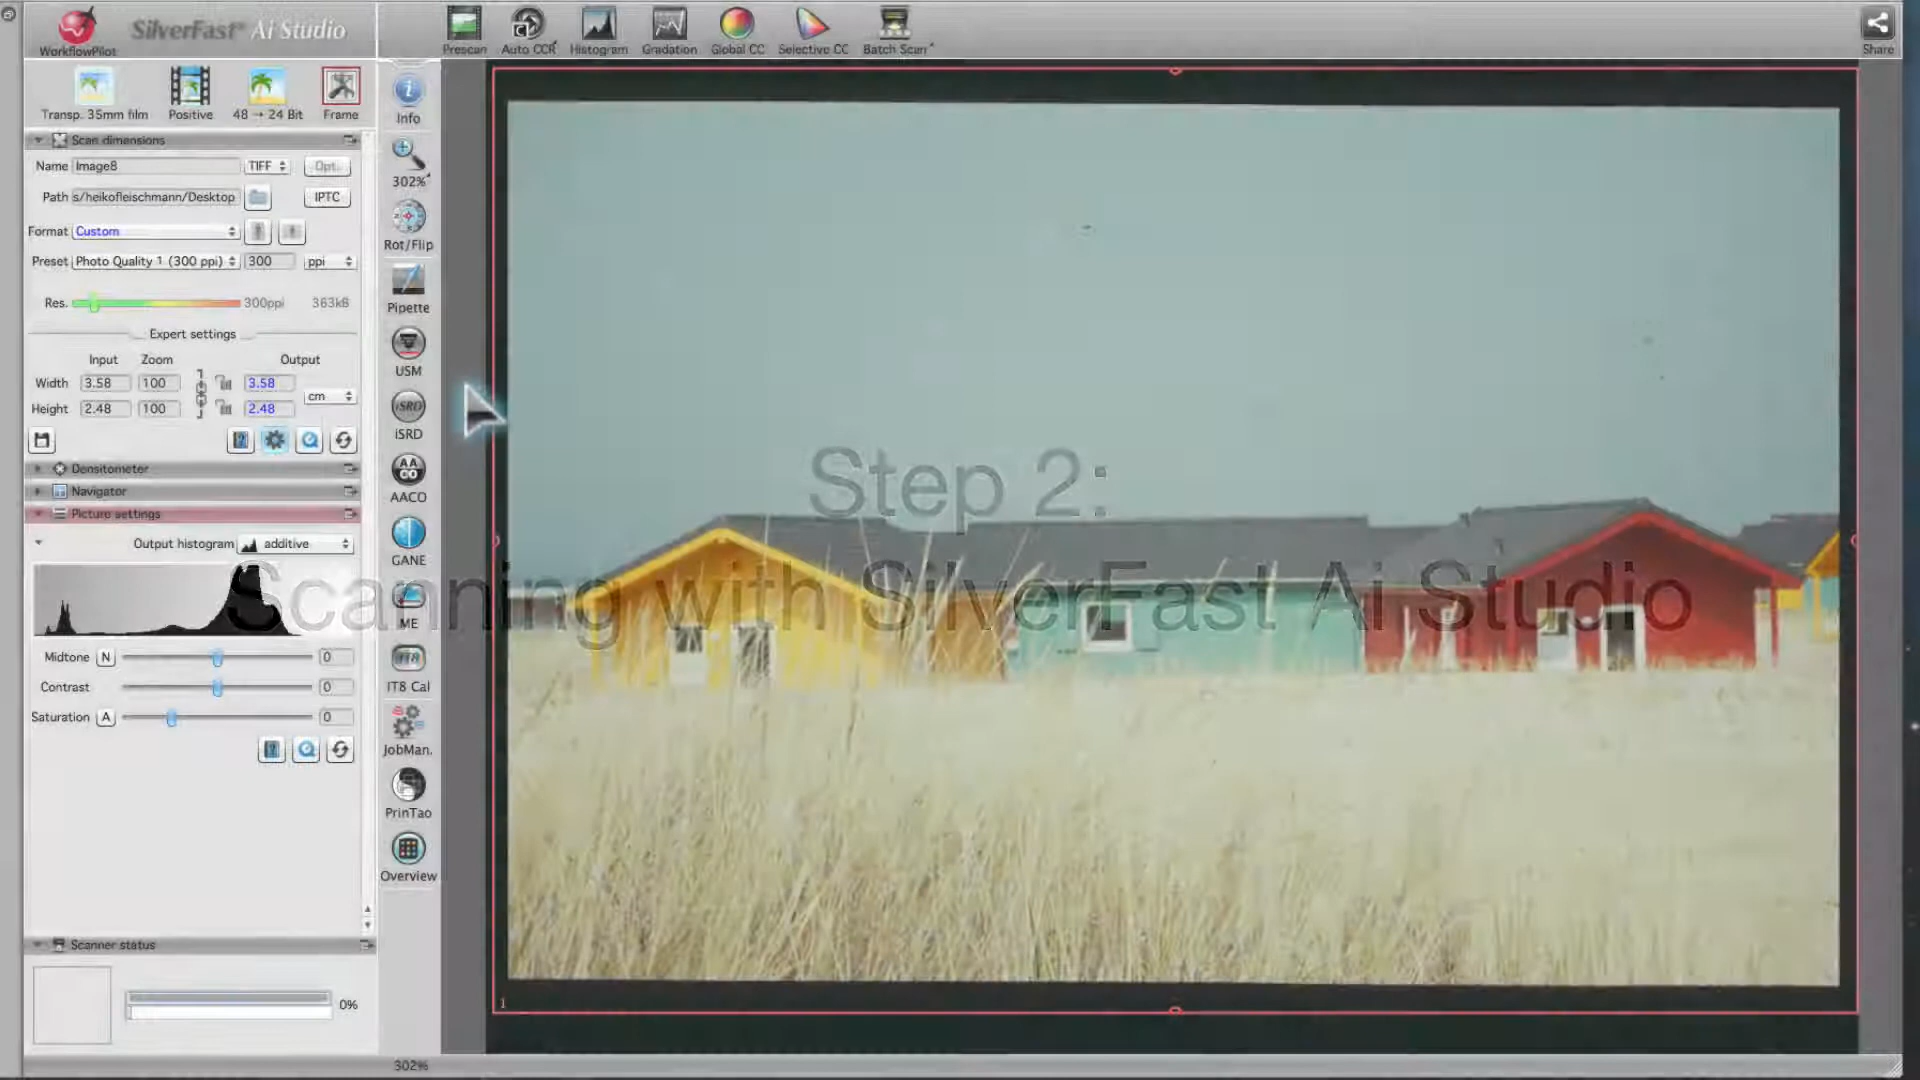 WorkflowPilot
SilverFast® Ai Studio
Prescan
Auto CCR
Histogram
Gradation
Global CC
Selective CC
Batch Scan
Share
Transp. 35mm film
Positive
48 → 24 Bit
Frame
Scan dimensions
Name Image8 TIFF Opt.
Path s/heikofleischmann/Desktop IPTC
Format Custom
Preset Photo Quality 1 (300 ppi) 300 ppi
Res. 300ppi 363kB
Expert settings
Input Zoom Output
Width 3.58 100 3.58
cm
Height 2.48 100 2.48
Densitometer
Navigator
Picture settings
Output histogram additive
Midtone N 0
Contrast 0
Saturation A 0
Scanner status
0%
Info
302%
Rot/Flip
Pipette
USM
iSRD
iSRD
AACO
AACO
GANE
ME
IT8
IT8 Cal
JobMan.
PrinTao
Overview
Step 2:
Scanning with SilverFast Ai Studio
1
302%